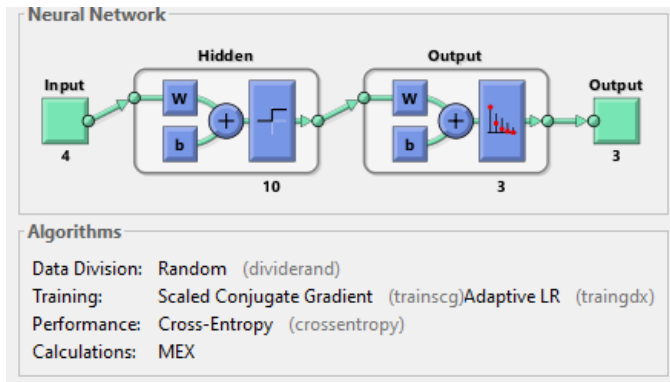 Neural Network
Hidden
Output
Input
Output
W
W
b
b
4
10
3
3
Algorithms
Data Division: Random (dividerand)
Training: Scaled Conjugate Gradient (trainscg)Adaptive LR (traingdx)
Performance: Cross-Entropy (crossentropy)
Calculations: MEX